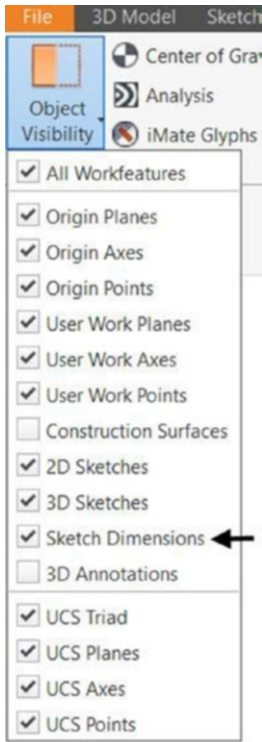 File 3D Model Sketch
Object Visibility
Center of Gra
Analysis
iMate Glyphs
All Workfeatures
Origin Planes
Origin Axes
Origin Points
User Work Planes
User Work Axes
User Work Points
Construction Surfaces
2D Sketches
3D Sketches
Sketch Dimensions
3D Annotations
UCS Triad
UCS Planes
UCS Axes
UCS Points